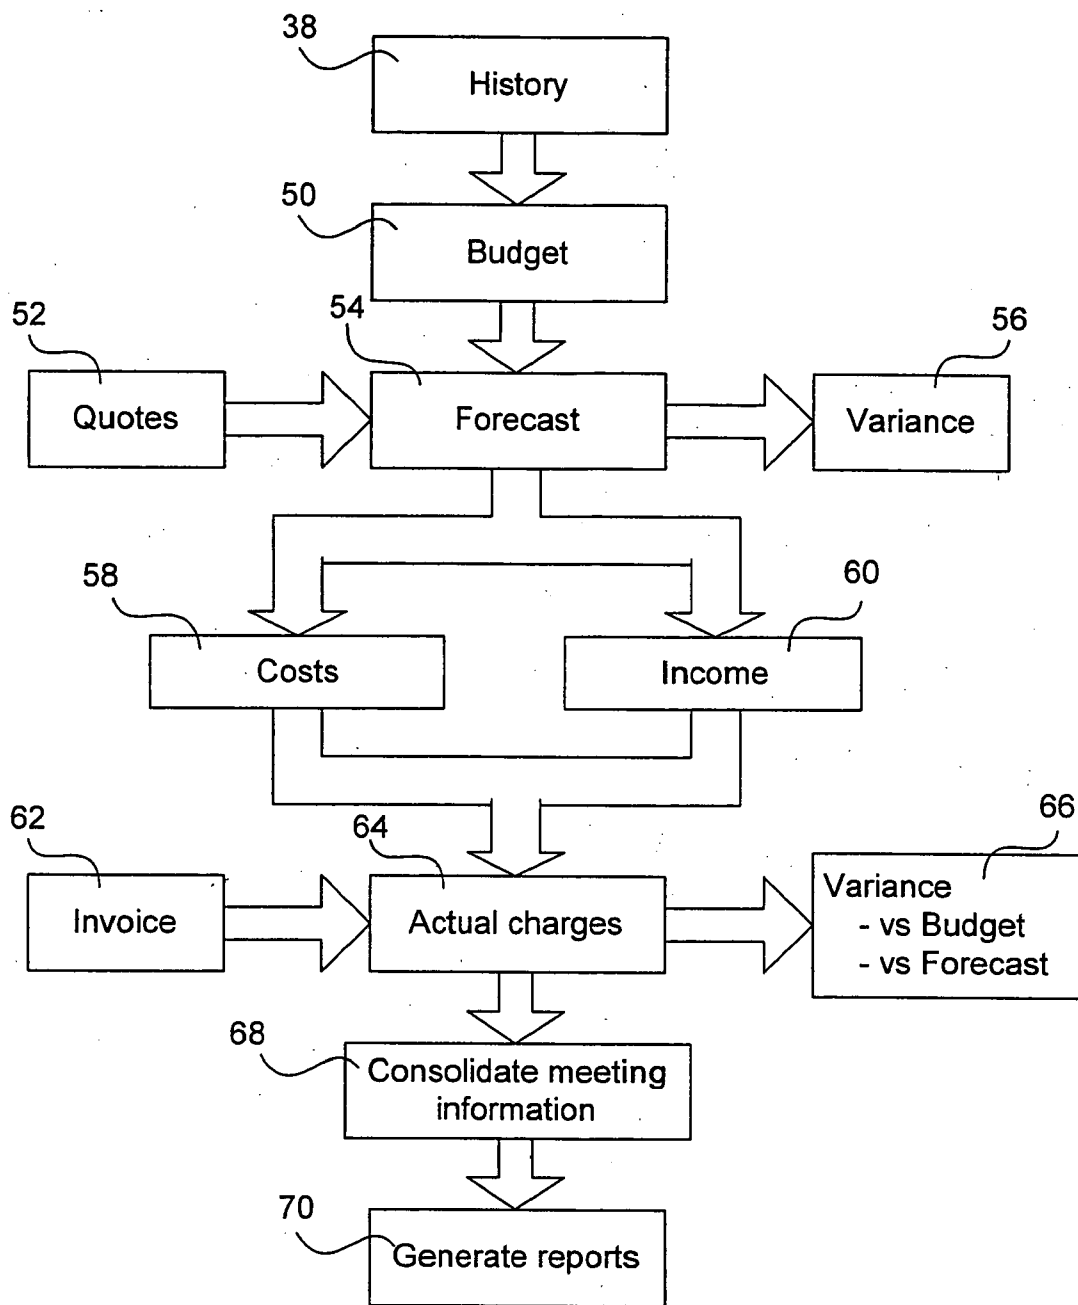 38
History
50
Budget
52
54
56
Quotes
Forecast
Variance
58
60
Costs
Income
62
64
66
Invoice
Actual charges
Variance
- vs Budget
- vs Forecast
68
Consolidate meeting
information
70
Generate reports